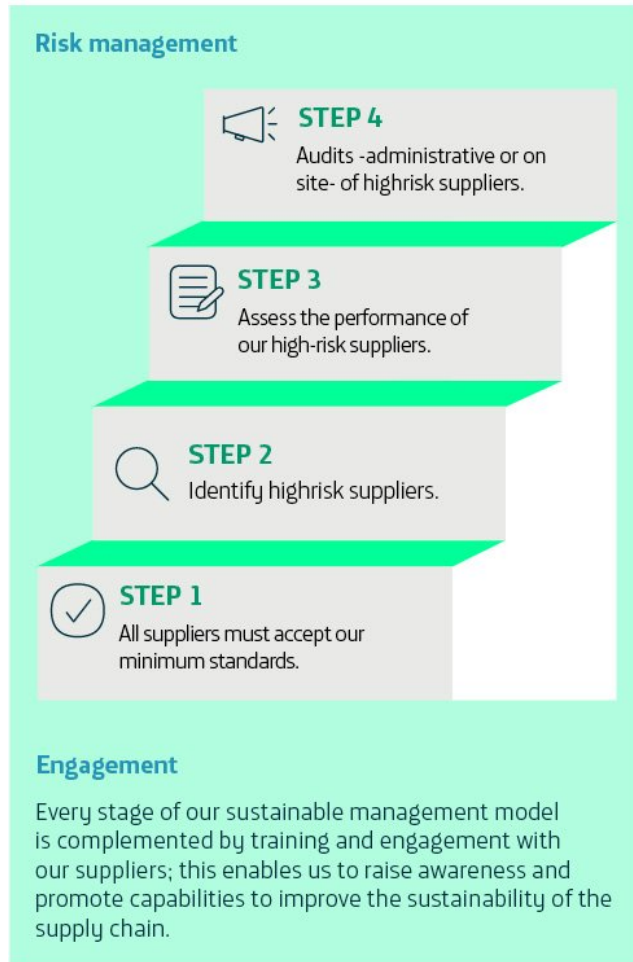 Risk management
STEP 4
Audits -administrative or on
site- of highrisk suppliers.
STEP 3
Assess the performance of
our high-risk suppliers.
STEP 2
Identify highrisk suppliers.
STEP 1
All suppliers must accept our
minimum standards.
Engagement
Every stage of our sustainable management model
is complemented by training and engagement with
our suppliers; this enables us to raise awareness and
promote capabilities to improve the sustainability of the
supply chain.